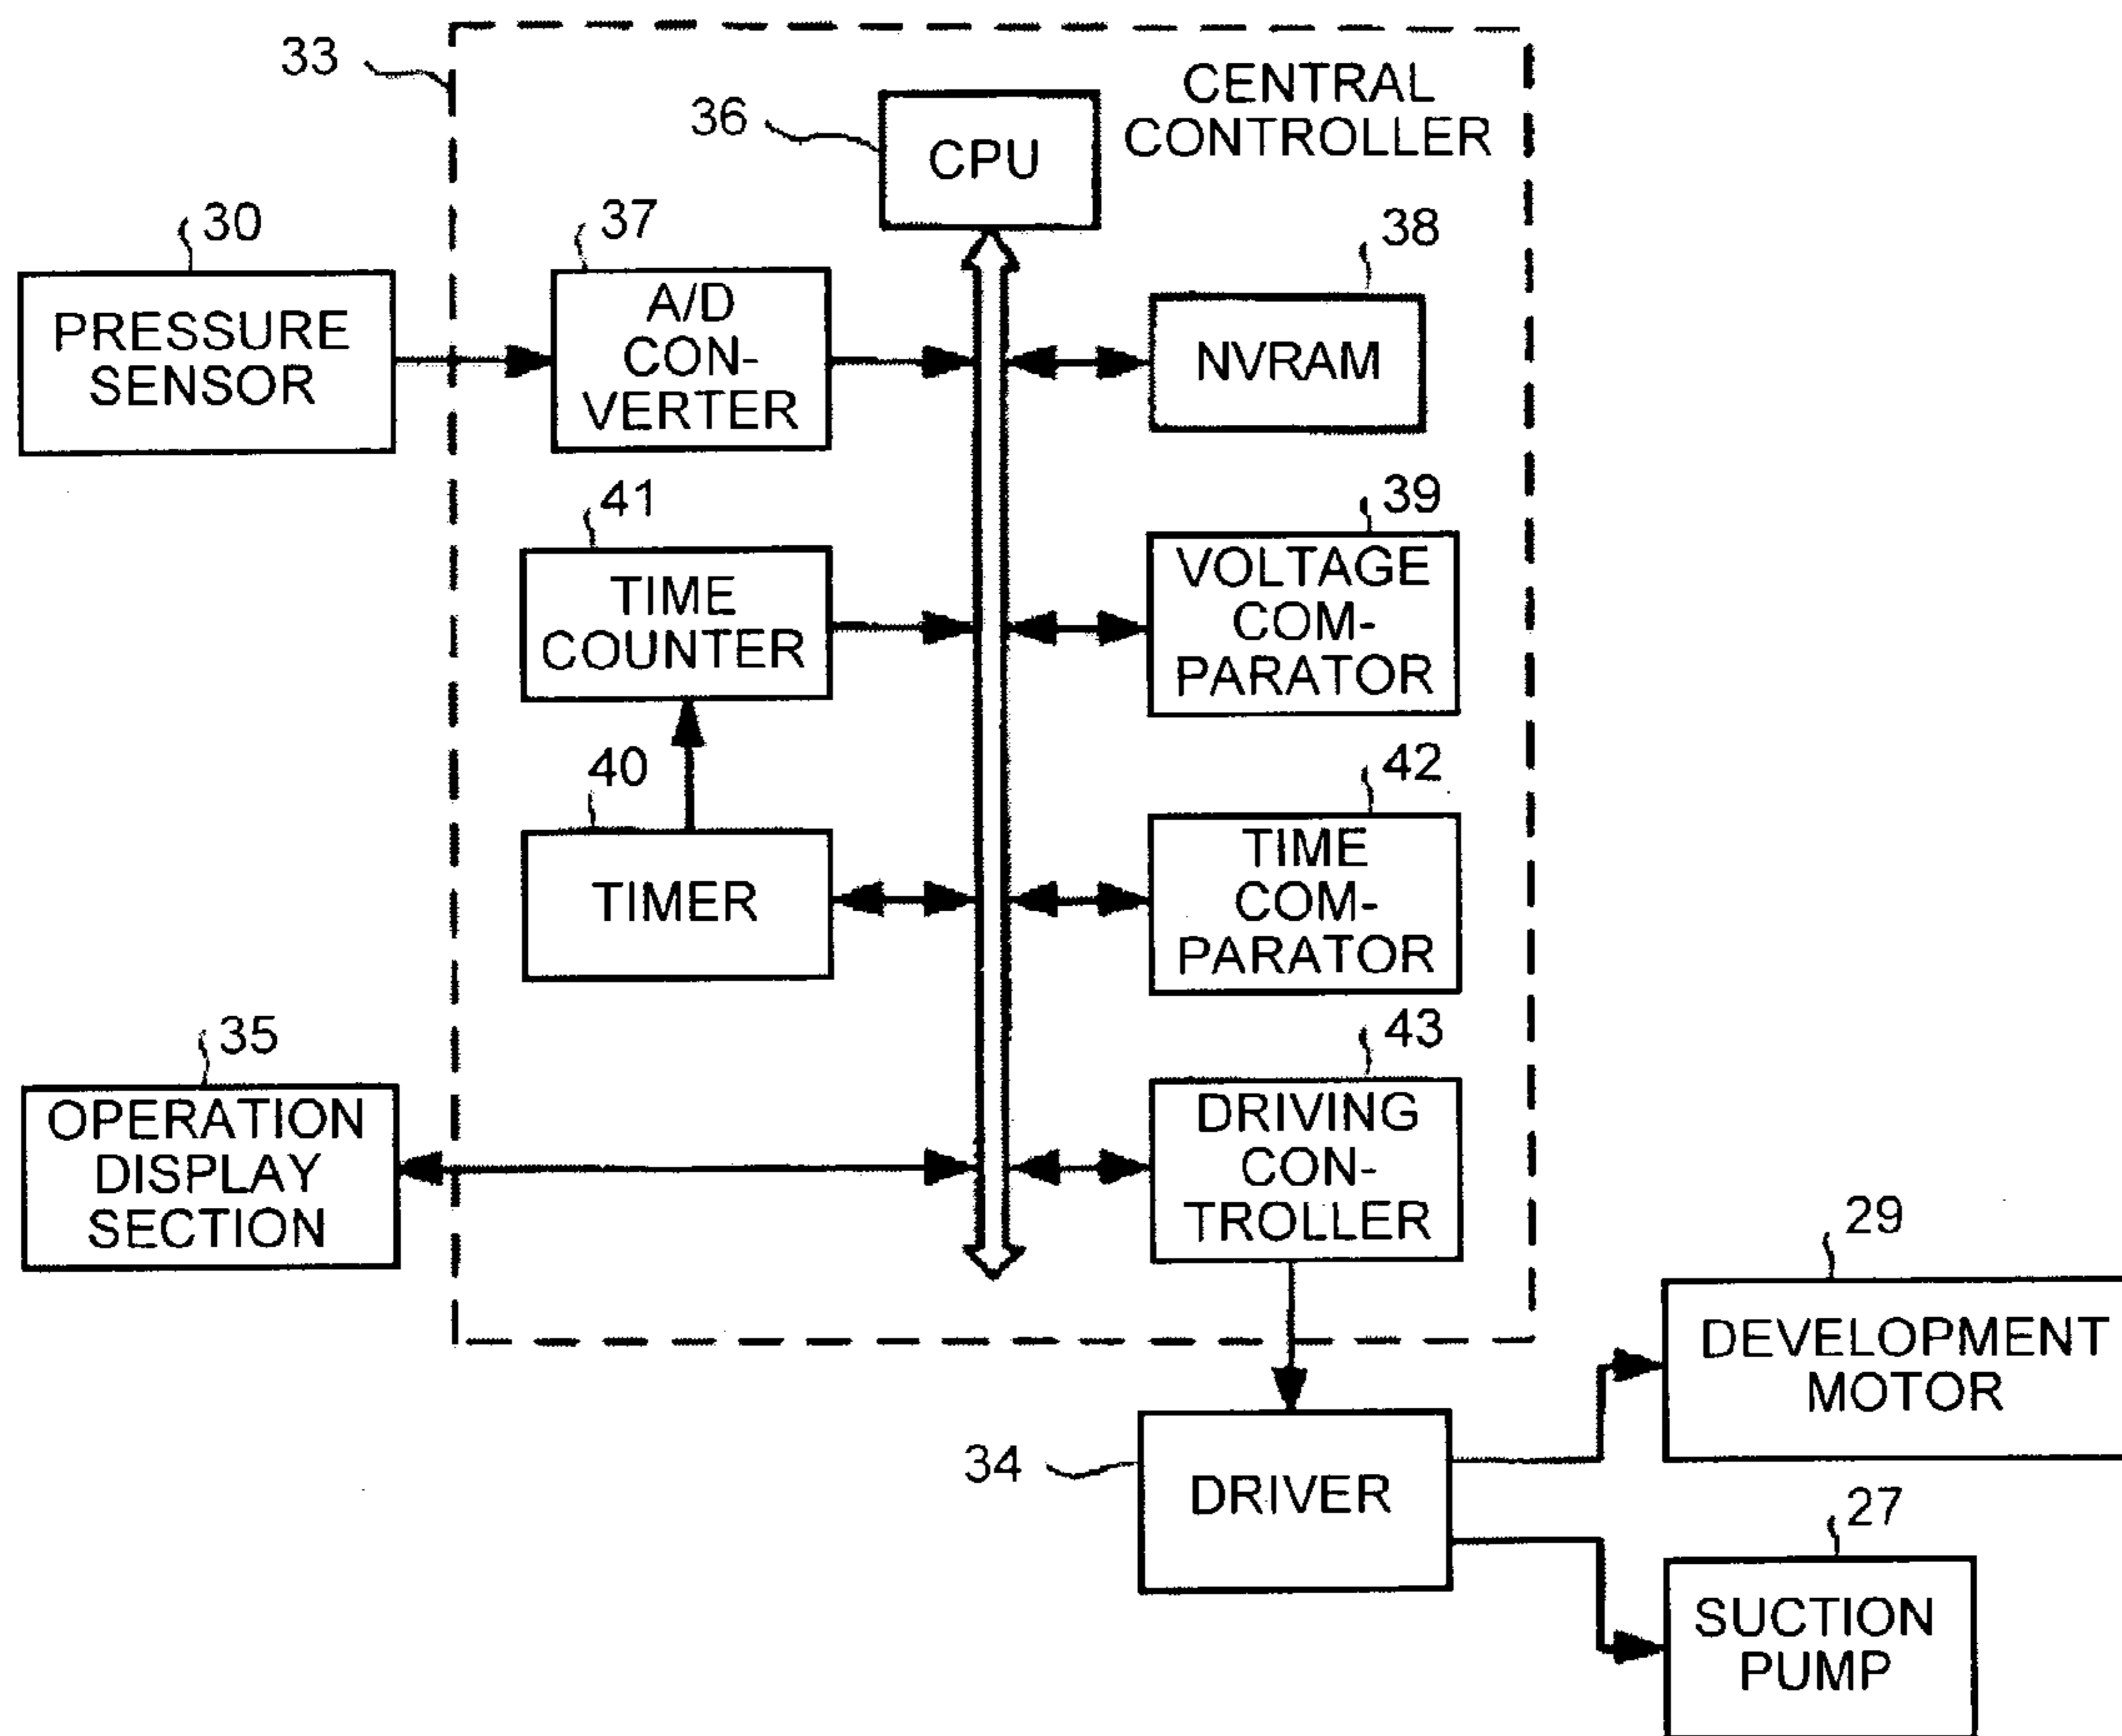 33
CENTRAL
CONTROLLER
36
CPU
30
PRESSURE
SENSOR
37
A/D
CON-
VERTER
38
NVRAM
41
TIME
COUNTER
39
VOLTAGE
COM-
PARATOR
40
TIMER
42
TIME
COM-
PARATOR
35
OPERATION
DISPLAY
SECTION
43
DRIVING
CON-
TROLLER
29
DEVELOPMENT
MOTOR
34
DRIVER
27
SUCTION
PUMP